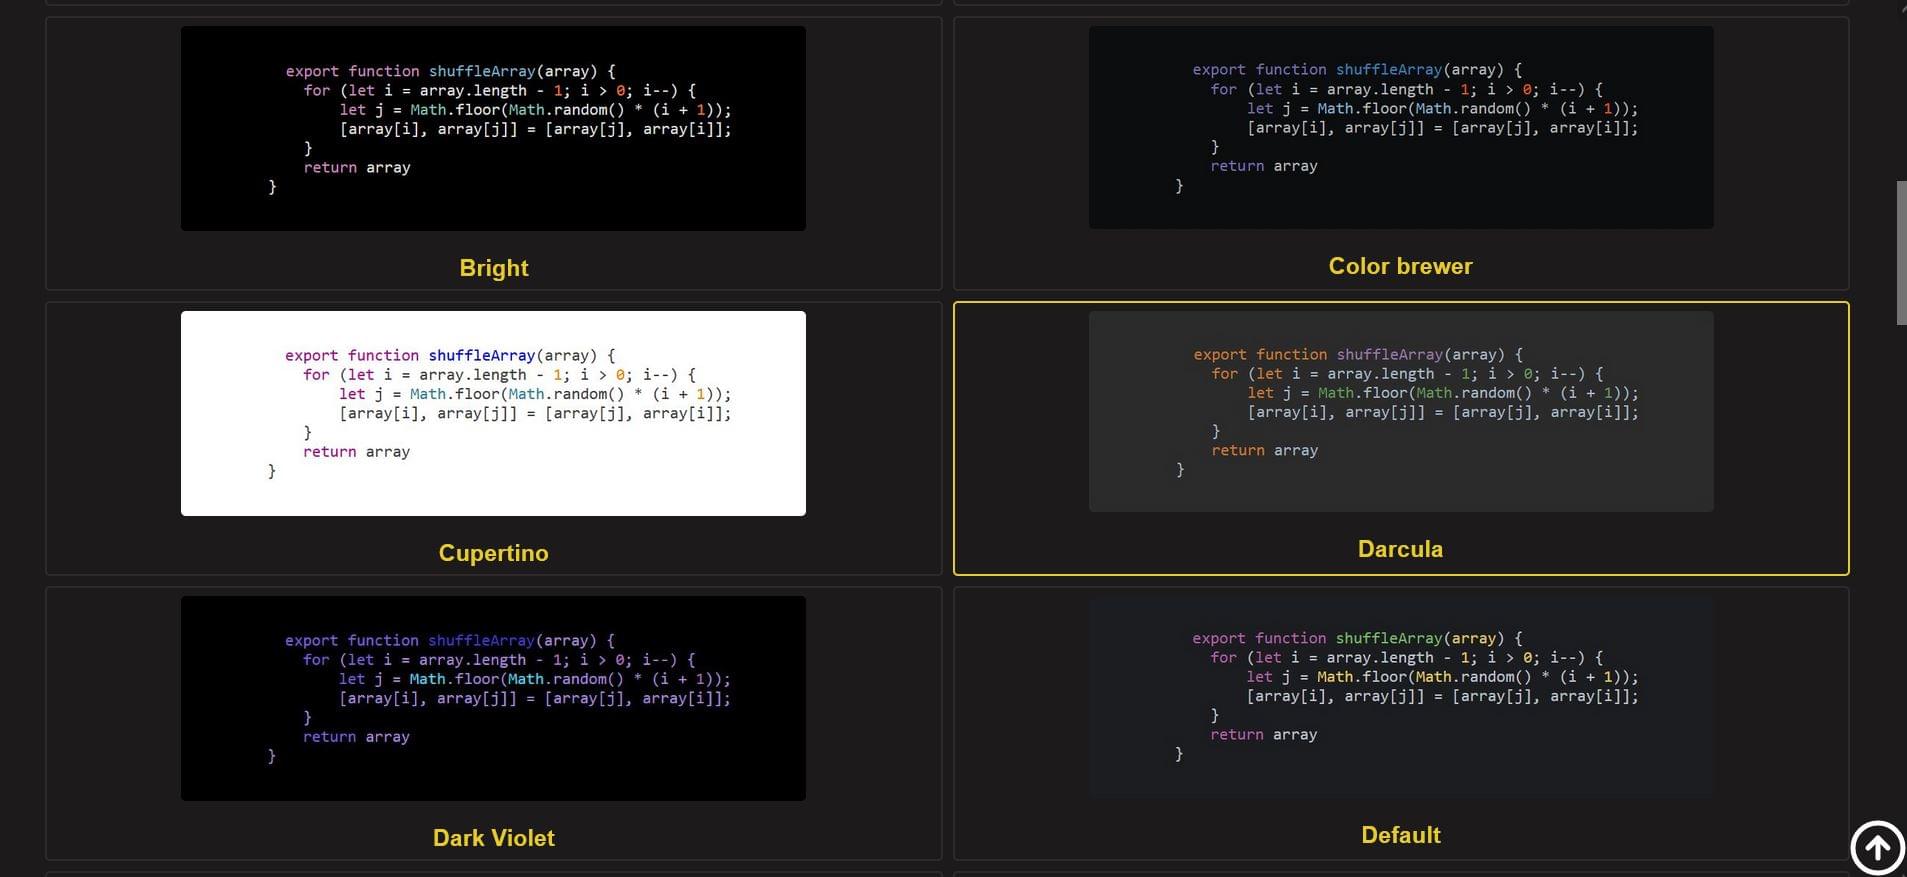 export function shuffleArray(array) {
for (let i = array.length - 1; i > 0; i--) {
let j = Math.floor(Math.random() * (i + 1));
[array[i], array[j]] = [array[j], array[i]];
}
return array
}
Bright
export function shuffleArray(array) {
for (let i = array.length - 1; i > 0; i--) {
let j = Math.floor(Math.random() * (i + 1));
[array[i], array[j]] = [array[j], array[i]];
}
return array
}
Color brewer
export function shuffleArray(array) {
for (let i = array.length - 1; i > 0; i--) {
let j = Math.floor(Math.random() * (i + 1));
[array[i], array[j]] = [array[j], array[i]];
}
return array
}
Cupertino
export function shuffleArray(array) {
for (let i = array.length - 1; i > 0; i--) {
let j = Math.floor(Math.random() * (i + 1));
[array[i], array[j]] = [array[j], array[i]];
}
return array
}
Darcula
export function shuffleArray(array) {
for (let i = array.length - 1; i > 0; i--) {
let j = Math.floor(Math.random() * (i + 1));
[array[i], array[j]] = [array[j], array[i]];
}
return array
}
Dark Violet
export function shuffleArray(array) {
for (let i = array.length - 1; i > 0; i--) {
let j = Math.floor(Math.random() * (i + 1));
[array[i], array[j]] = [array[j], array[i]];
}
return array
}
Default